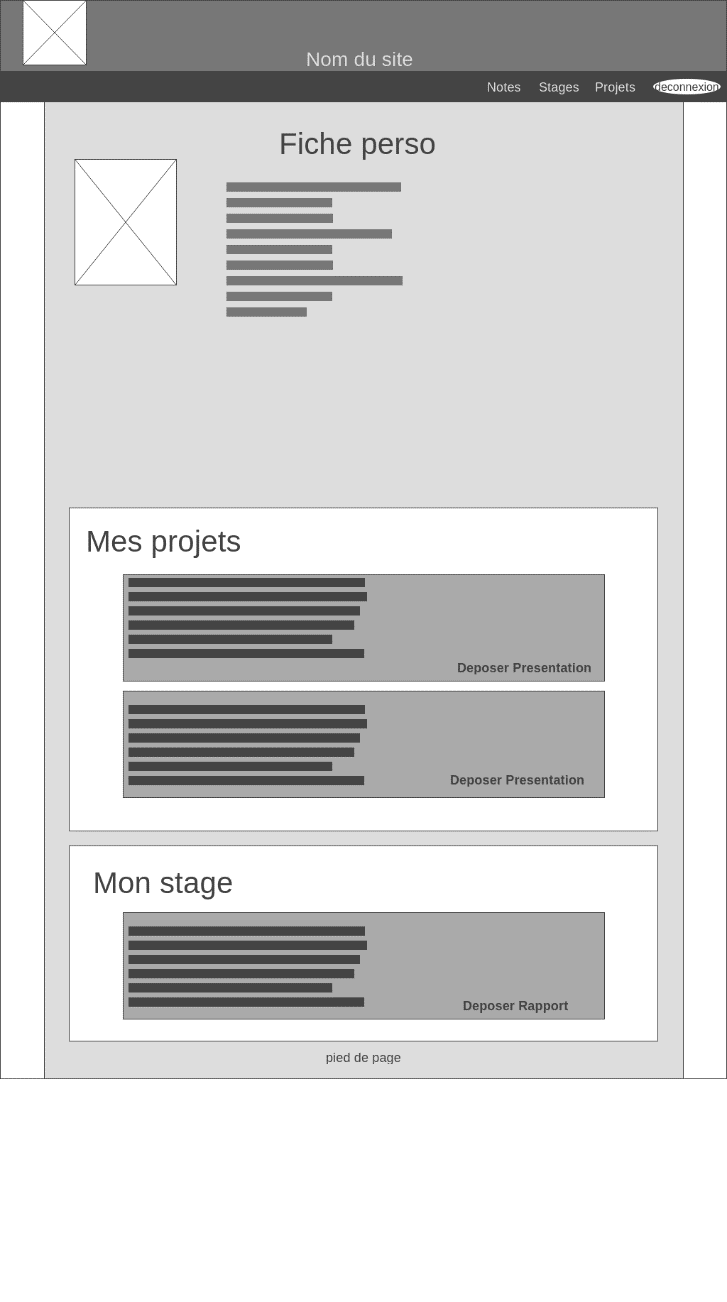 Nom du site
Notes Stages Projets deconnexion
Fiche perso
Mes projets
Deposer Presentation
Deposer Presentation
Mon stage
Deposer Rapport
pied de page